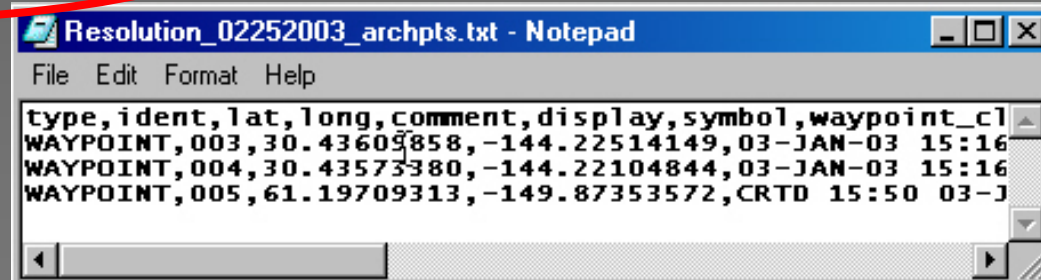 Resolution_02252003_archpts.txt - Notepad
File Edit Format Help
type,ident,lat,long,comment,display,symbol,waypoint_cl
WAYPOINT,003,30.43609858,-144.22514149,03-JAN-03 15:16
WAYPOINT,004,30.43573380,-144.22104844,03-JAN-03 15:16
WAYPOINT,005,61.19709313,-149.87353572,CRTD 15:50 03-J